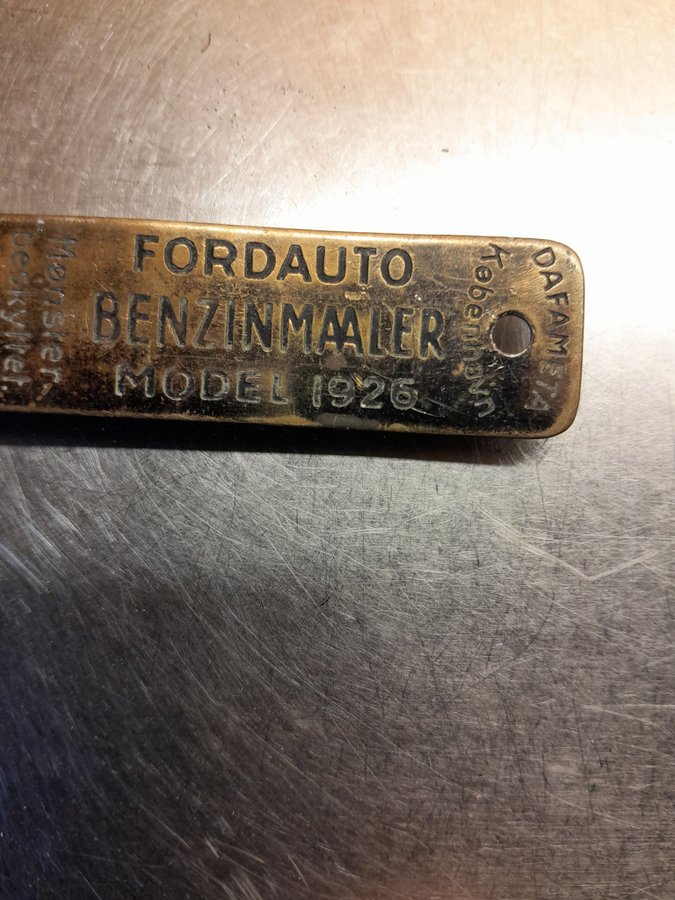 Mønster
beskyttet.
FORDAUTO
BENZINMAALER
MODEL 1926
København
DAFAMETA